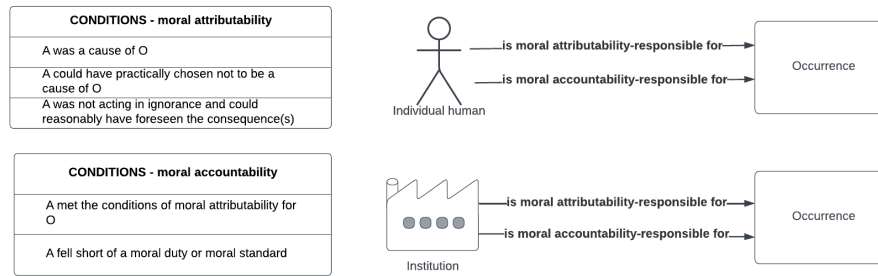 CONDITIONS - moral attributability
A was a cause of O
A could have practically chosen not to be a
cause of O
A was not acting in ignorance and could
reasonably have foreseen the consequence(s)
is moral attributability-responsible for
is moral accountability-responsible for
Individual human
Occurrence
CONDITIONS - moral accountability
A met the conditions of moral attributability for
O
A fell short of a moral duty or moral standard
is moral attributability-responsible for
is moral accountability-responsible for
Institution
Occurrence